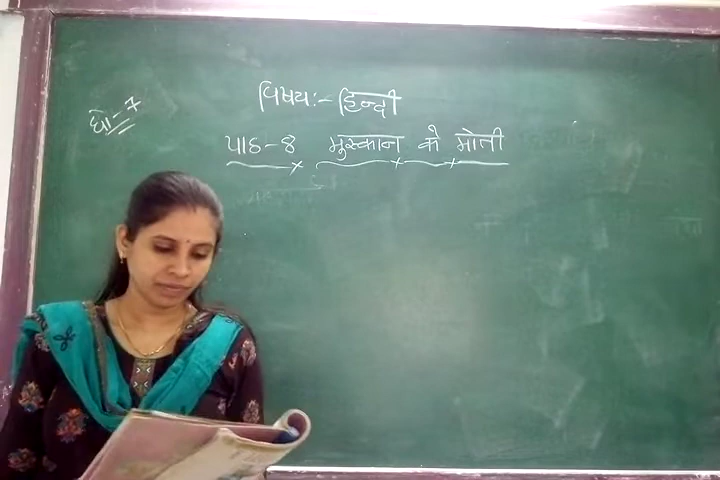 विषय:- हिन्दी
धो-7
पाठ-8 मुस्कान के मोती